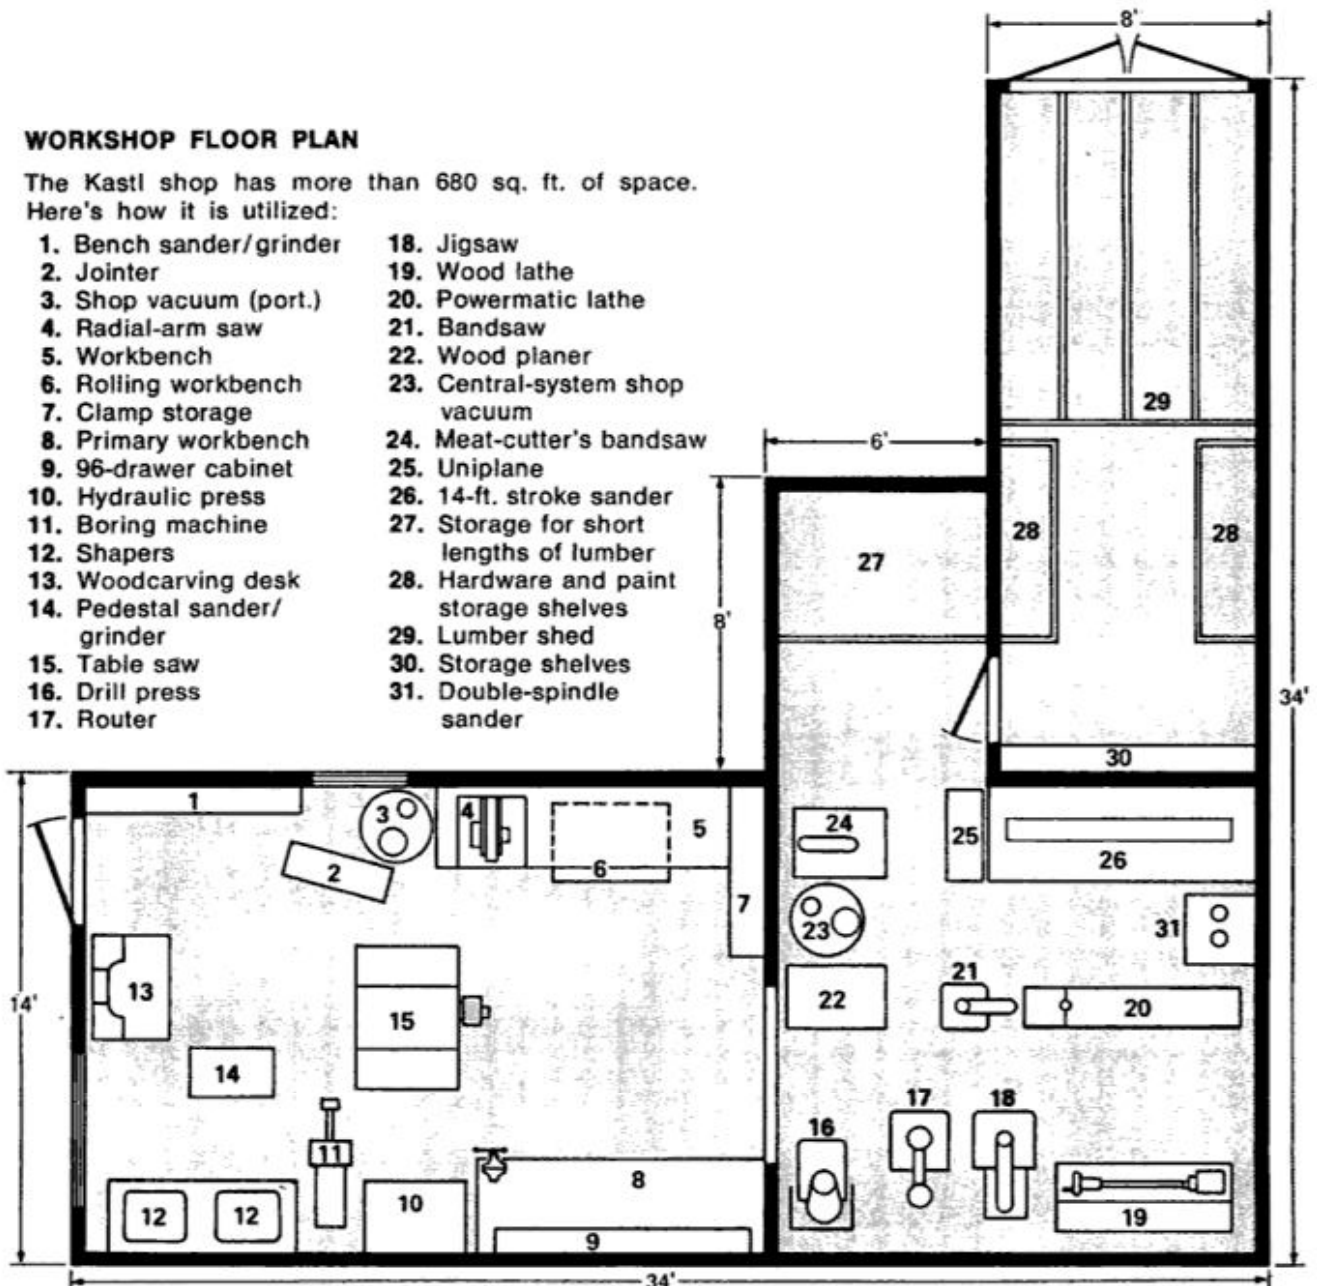 WORKSHOP FLOOR PLAN
The Kastl shop has more than 680 sq. ft. of space.
Here's how it is utilized:
1. Bench sander/grinder
2. Jointer
3. Shop vacuum (port.)
4. Radial-arm saw
5. Workbench
6. Rolling workbench
7. Clamp storage
8. Primary workbench
9. 96-drawer cabinet
10. Hydraulic press
11. Boring machine
12. Shapers
13. Woodcarving desk
14. Pedestal sander/
grinder
15. Table saw
16. Drill press
17. Router
18. Jigsaw
19. Wood lathe
20. Powermatic lathe
21. Bandsaw
22. Wood planer
23. Central-system shop
vacuum
24. Meat-cutter's bandsaw
25. Uniplane
26. 14-ft. stroke sander
27. Storage for short
lengths of lumber
28. Hardware and paint
storage shelves
29. Lumber shed
30. Storage shelves
31. Double-spindle
sander
8'
29
6'
28
28
27
8'
34'
30
1
3
4
5
24
25
26
2
6
7
23
31
13
21
14'
15
22
20
14
17
18
16
11
8
12
12
10
19
9
34'